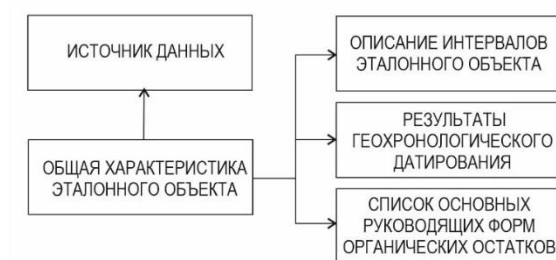 ИСТОЧНИК ДАННЫХ
ОБЩАЯ ХАРАКТЕРИСТИКА
ЭТАЛОННОГО ОБЪЕКТА
ОПИСАНИЕ ИНТЕРВАЛОВ
ЭТАЛОННОГО ОБЪЕКТА
РЕЗУЛЬТАТЫ
ГЕОХРОНОЛОГИЧЕСКОГО
ДАТИРОВАНИЯ
СПИСОК ОСНОВНЫХ
РУКОВОДЯЩИХ ФОРМ
ОРГАНИЧЕСКИХ ОСТАТКОВ